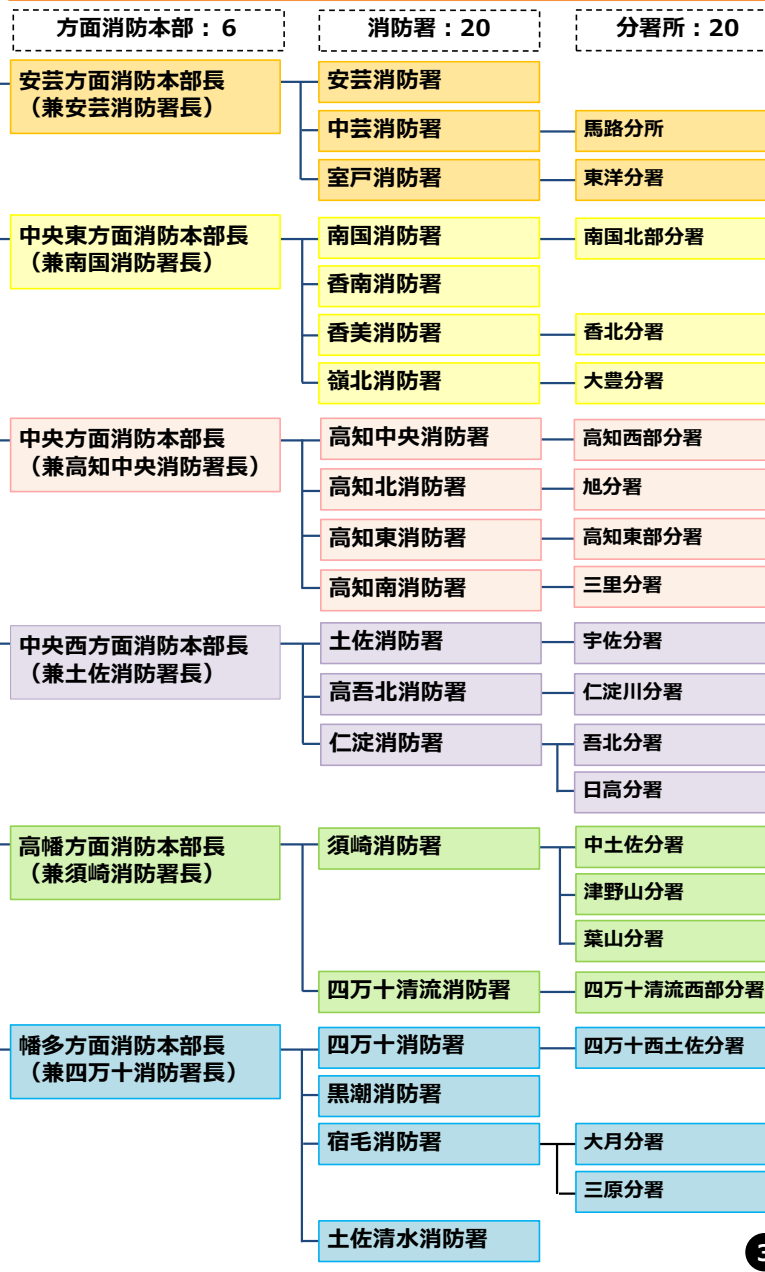 方面消防本部：6 消防署：20 分署所：20
安芸方面消防本部長
（兼安芸消防署長）
安芸消防署
中芸消防署 馬路分所
室戸消防署 東洋分署
中央東方面消防本部長
（兼南国消防署長）
南国消防署 南国北部分署
香南消防署
香美消防署 香北分署
嶺北消防署 大豊分署
中央方面消防本部長
（兼高知中央消防署長）
高知中央消防署 高知西部分署
高知北消防署 旭分署
高知東消防署 高知東部分署
高知南消防署 三里分署
中央西方面消防本部長
（兼土佐消防署長）
土佐消防署 宇佐分署
高吾北消防署 仁淀川分署
仁淀消防署 吾北分署
日高分署
高幡方面消防本部長
（兼須崎消防署長）
須崎消防署 中土佐分署
津野山分署
葉山分署
四万十清流消防署 四万十清流西部分署
幡多方面消防本部長
（兼四万十消防署長）
四万十消防署 四万十西土佐分署
黒潮消防署
宿毛消防署 大月分署
三原分署
土佐清水消防署
3